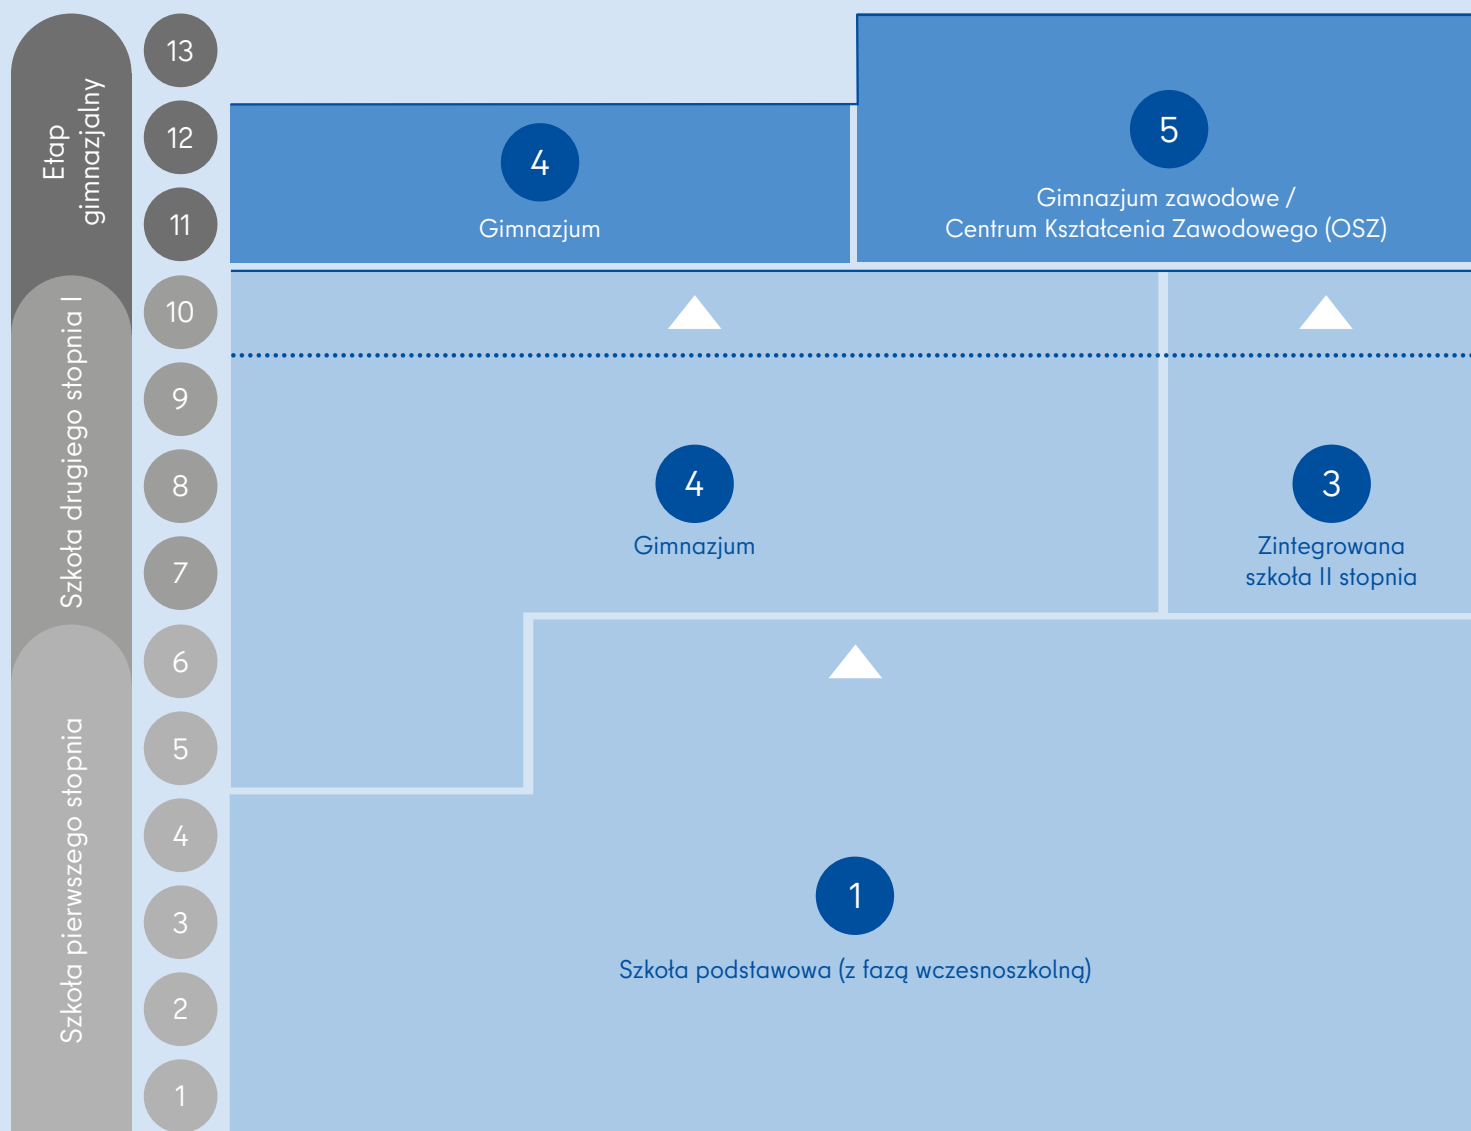 Etap
gimnazjalny
Szkoła drugiego stopnia I
Szkoła pierwszego stopnia
13
12
11
10
9
8
7
6
5
4
3
2
1
4
Gimnazjum
5
Gimnazjum zawodowe /
Centrum Kształcenia Zawodowego (OSZ)
4
Gimnazjum
3
Zintegrowana
szkoła II stopnia
1
Szkoła podstawowa (z fazą wczesnoszkolną)